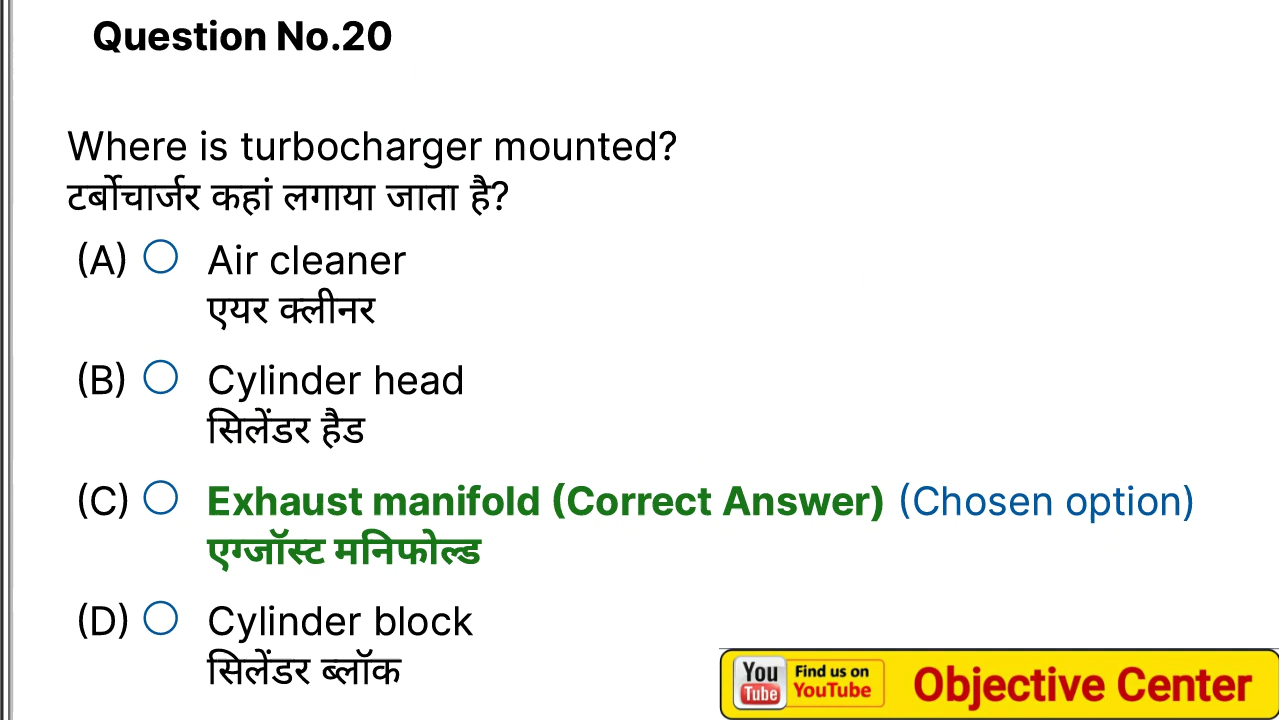 Question No.20
Where is turbocharger mounted?
टर्बोचार्जर कहां लगाया जाता है?
(A) Air cleaner
एयर क्लीनर
(B) Cylinder head
सिलेंडर हैड
(C) Exhaust manifold (Correct Answer) (Chosen option)
एग्जॉस्ट मनिफोल्ड
(D) Cylinder block
सिलेंडर ब्लॉक
You Tube Find us on YouTube Objective Center